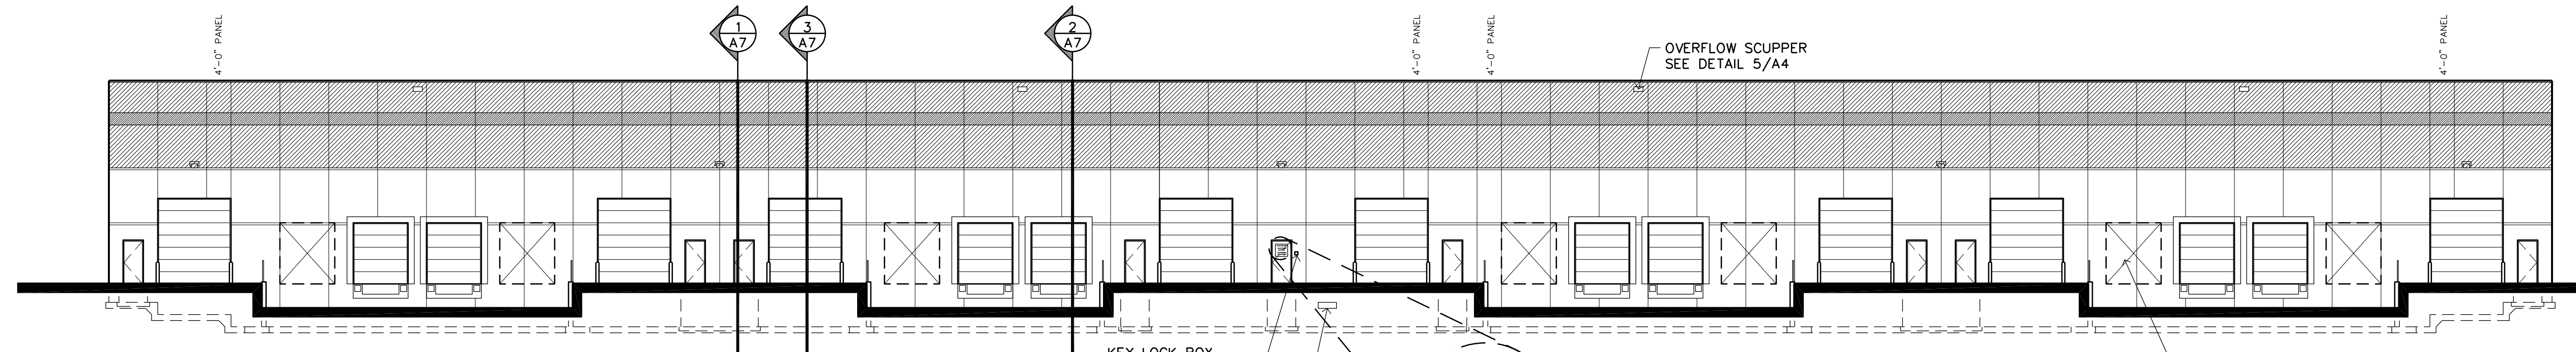 4'-0" PANEL
1
A7
3
A7
2
A7
4'-0" PANEL
4'-0" PANEL
OVERFLOW SCUPPER
SEE DETAIL 5/A4
4'-0" PANEL
KEY LOCK BOX